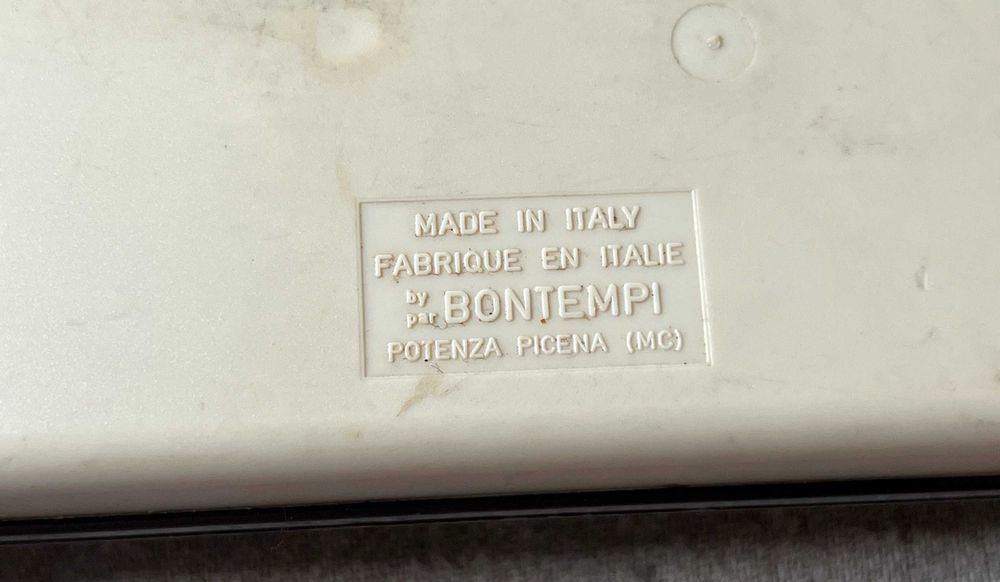 MADE IN ITALY
FABRIQUE EN ITALIE
by par BONTEMPI
POTENZA PICENA (MC)